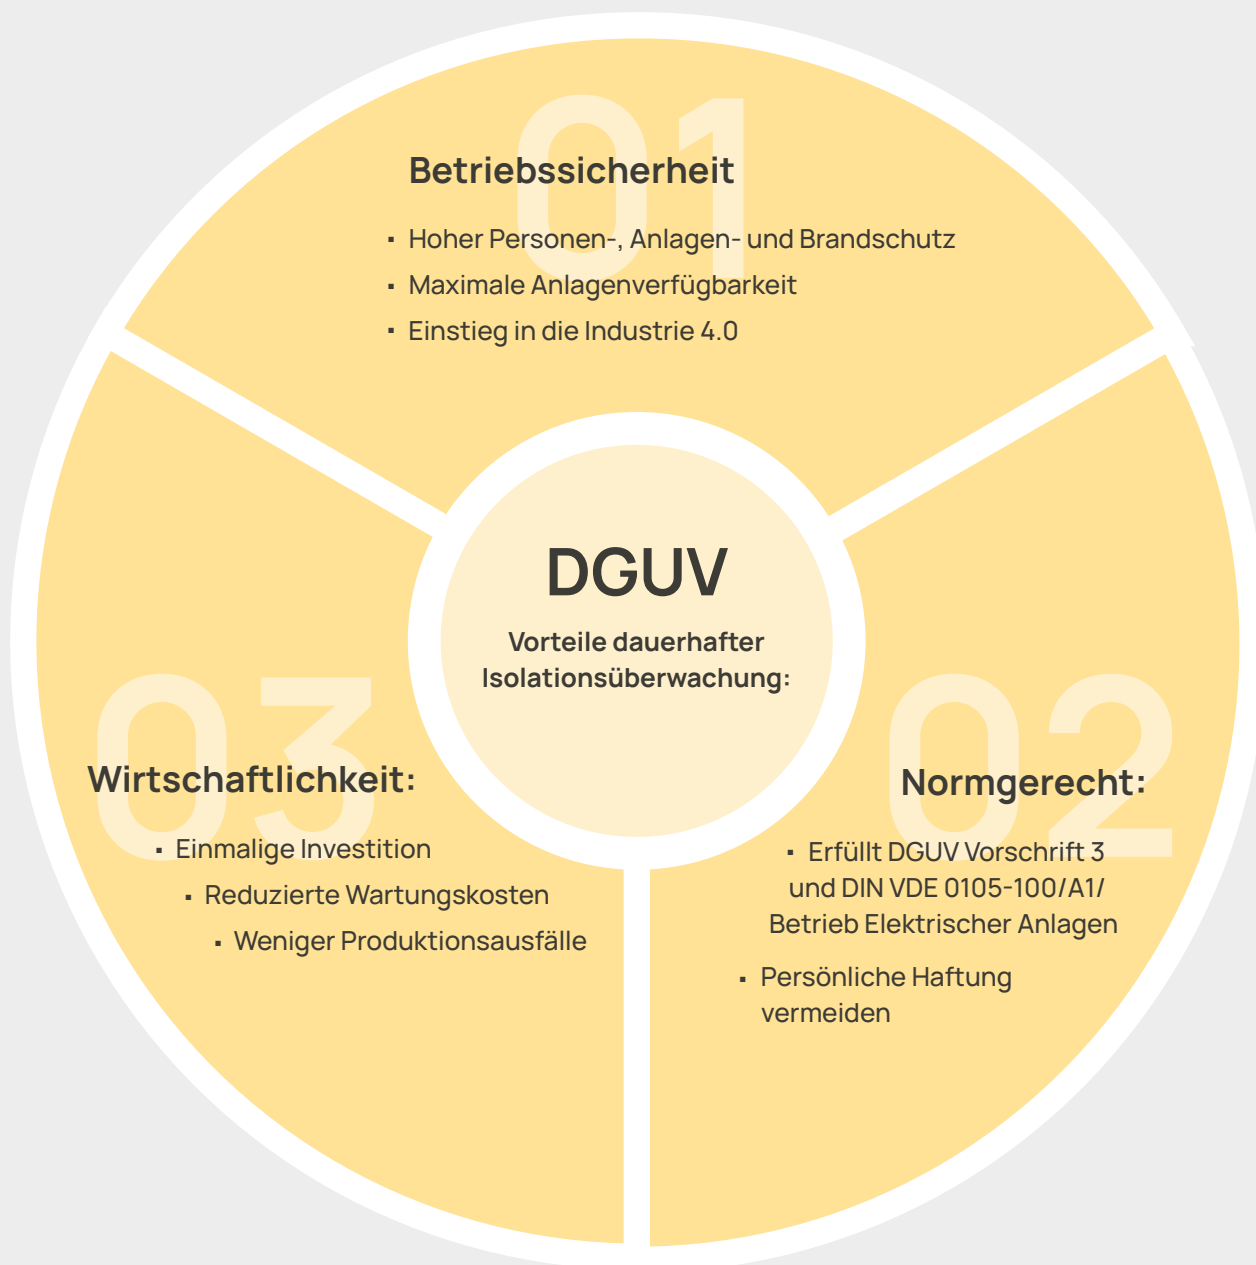 01
Betriebssicherheit
▪ Hoher Personen-, Anlagen- und Brandschutz
▪ Maximale Anlagenverfügbarkeit
▪ Einstieg in die Industrie 4.0
DGUV
Vorteile dauerhafter
Isolationsüberwachung:
02
Normgerecht:
▪ Erfüllt DGUV Vorschrift 3
und DIN VDE 0105-100/A1/
Betrieb Elektrischer Anlagen
▪ Persönliche Haftung
vermeiden
03
Wirtschaftlichkeit:
▪ Einmalige Investition
▪ Reduzierte Wartungskosten
▪ Weniger Produktionsausfälle